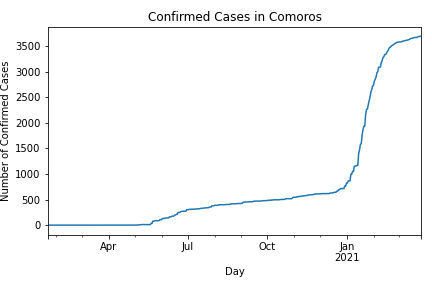 Confirmed Cases in Comoros
Number of Confirmed Cases
3500
3000
2500
2000
1500
1000
500
0
Apr
Jul
Oct
Jan
2021
Day